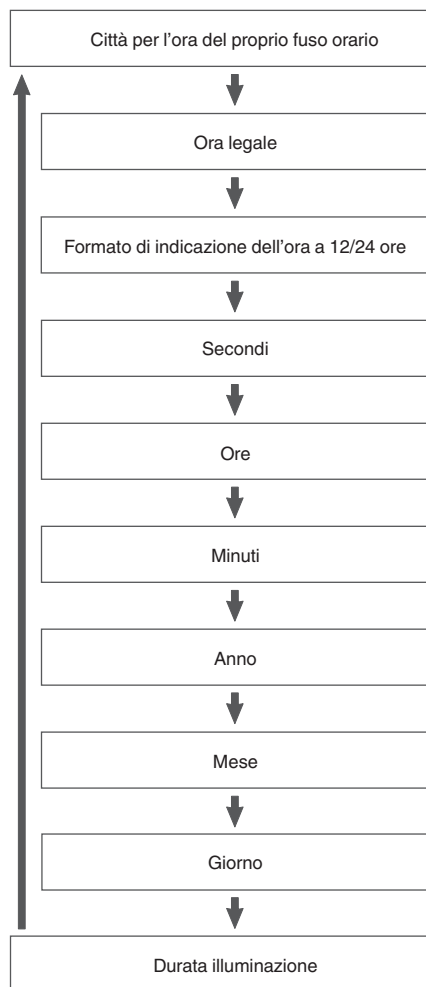 Città per l'ora del proprio fuso orario
Ora legale
Formato di indicazione dell'ora a 12/24 ore
Secondi
Ore
Minuti
Anno
Mese
Giorno
Durata illuminazione